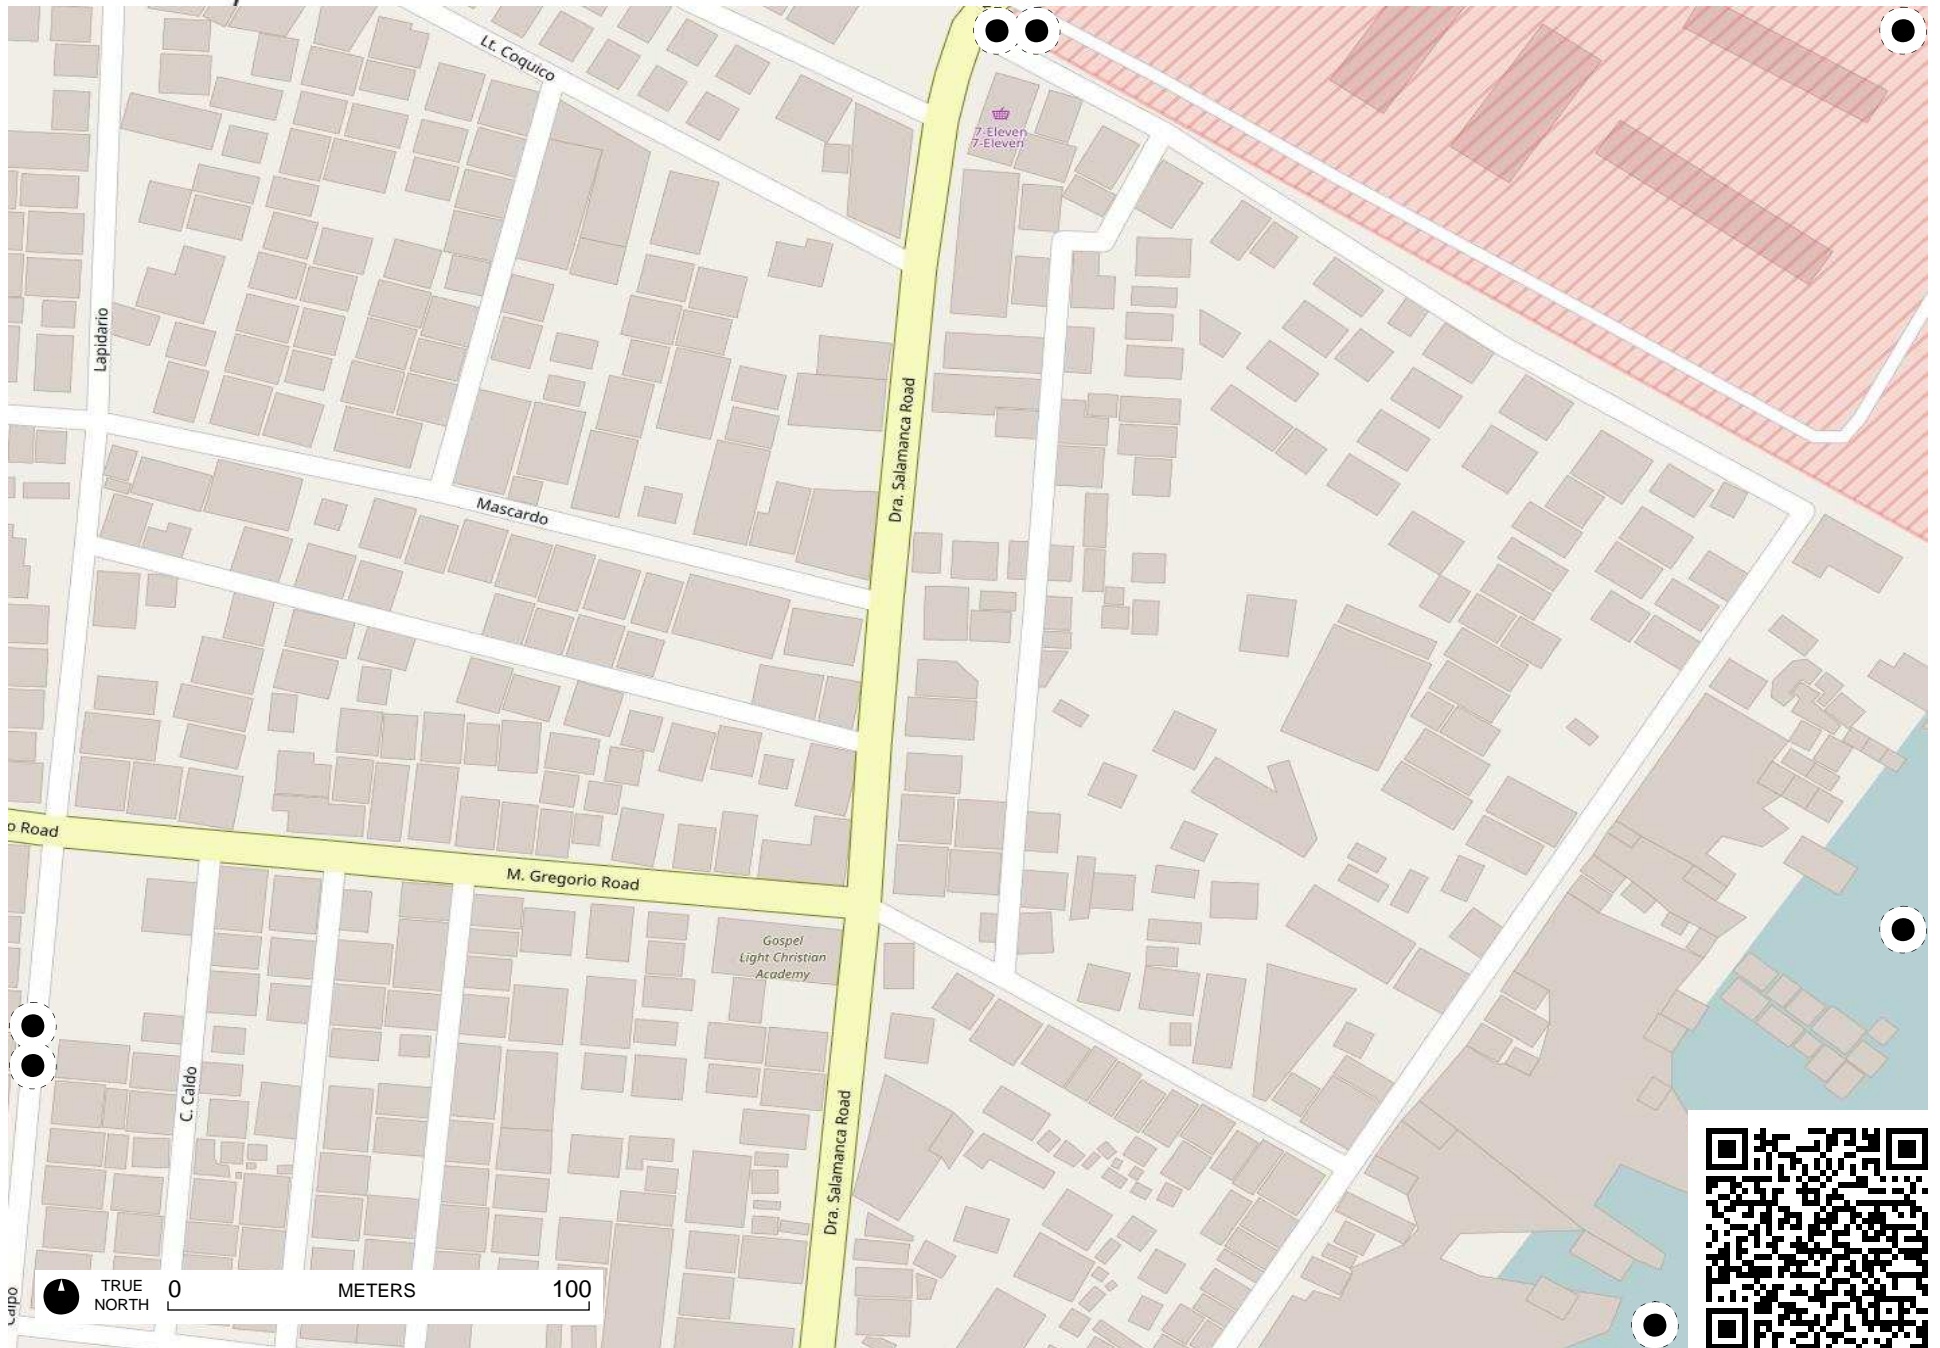 Lt. Coquico
7-Eleven
7-Eleven
Lapidario
Dra. Salamanca Road
Mascardo
o Road
M. Gregorio Road
Gospel
Light Christian
Academy
C. Caldo
Dra. Salamanca Road
TRUE
NORTH
0
METERS
100